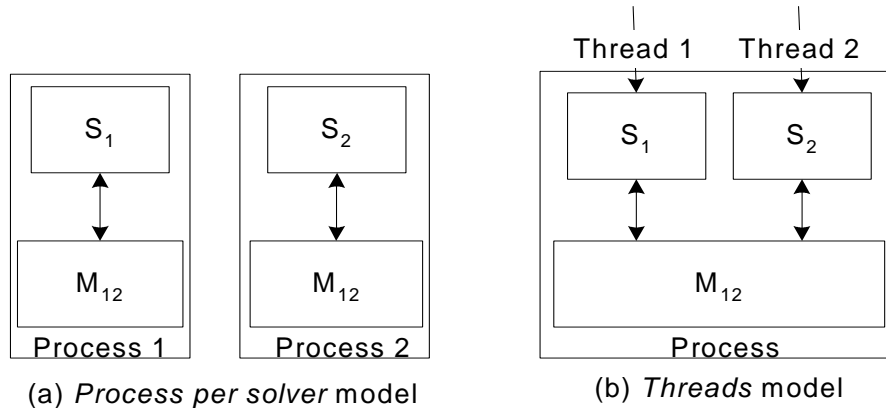 Thread 1
Thread 2
S₁
S₂
S₁
S₂
M₁₂
M₁₂
M₁₂
Process 1
Process 2
Process
(a) Process per solver model
(b) Threads model